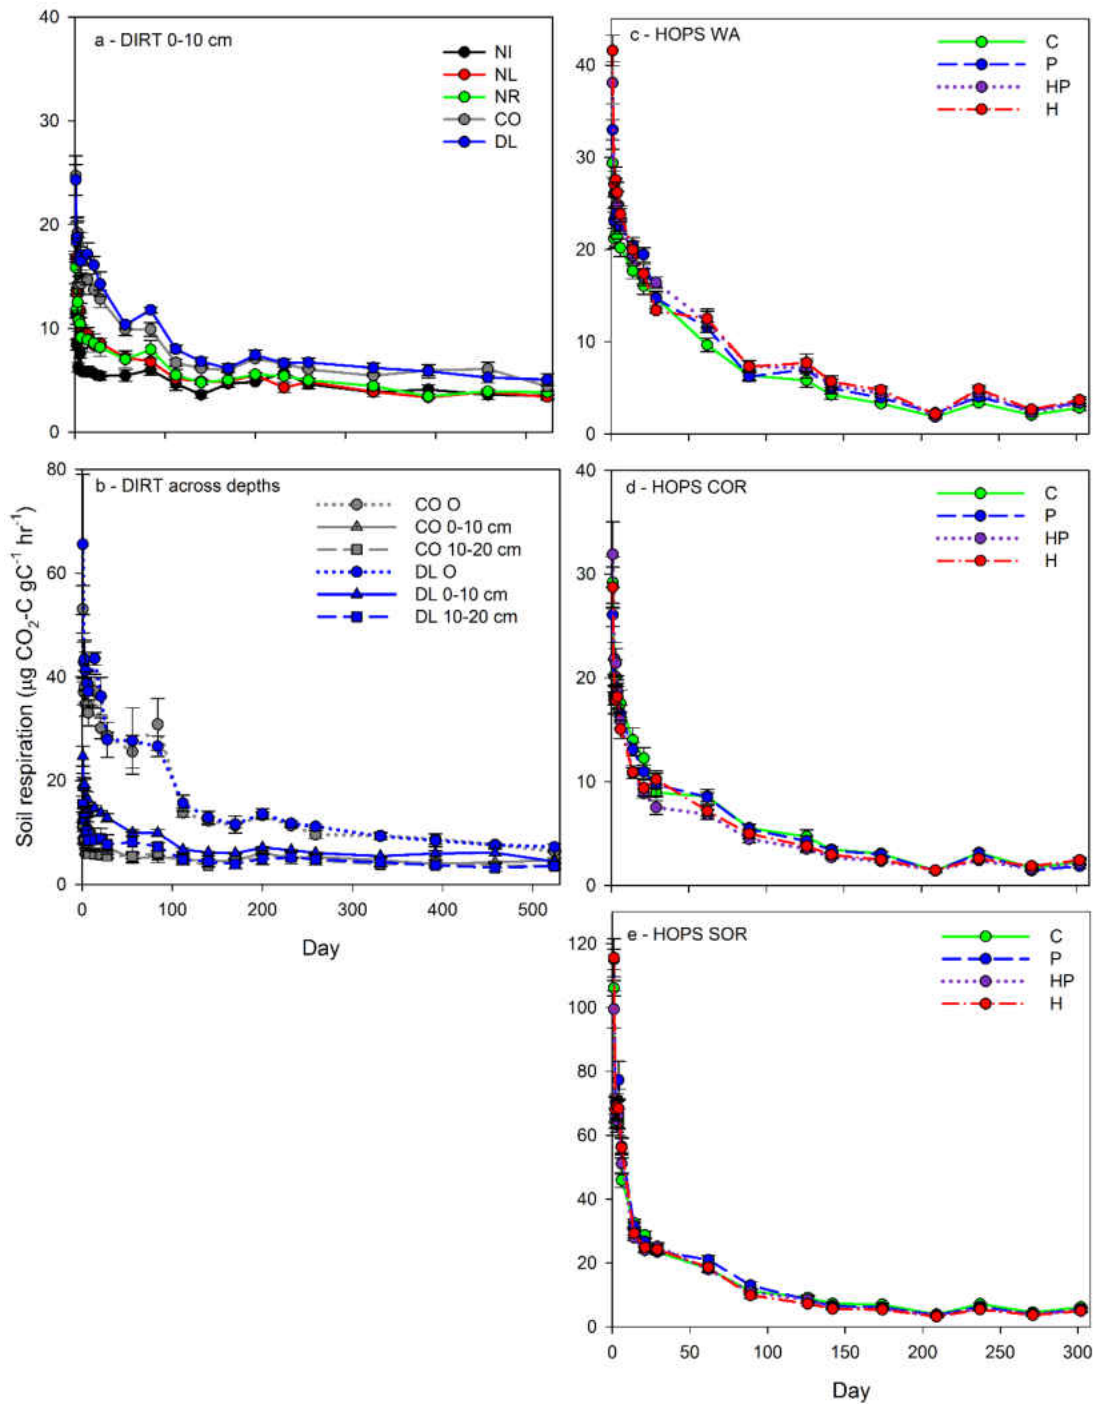 a - DIRT 0-10 cm
NI
NL
NR
CO
DL
40
30
20
10
0
b - DIRT across depths
CO O
CO 0-10 cm
CO 10-20 cm
DL O
DL 0-10 cm
DL 10-20 cm
80
60
40
20
0
0 100 200 300 400 500
Day
Soil respiration (µg CO₂-C gC⁻¹ hr⁻¹)
c - HOPS WA
C
P
HP
H
40
30
20
10
0
d - HOPS COR
C
P
HP
H
40
30
20
10
0
e - HOPS SOR
C
P
HP
H
120
100
80
60
40
20
0
0 50 100 150 200 250 300
Day